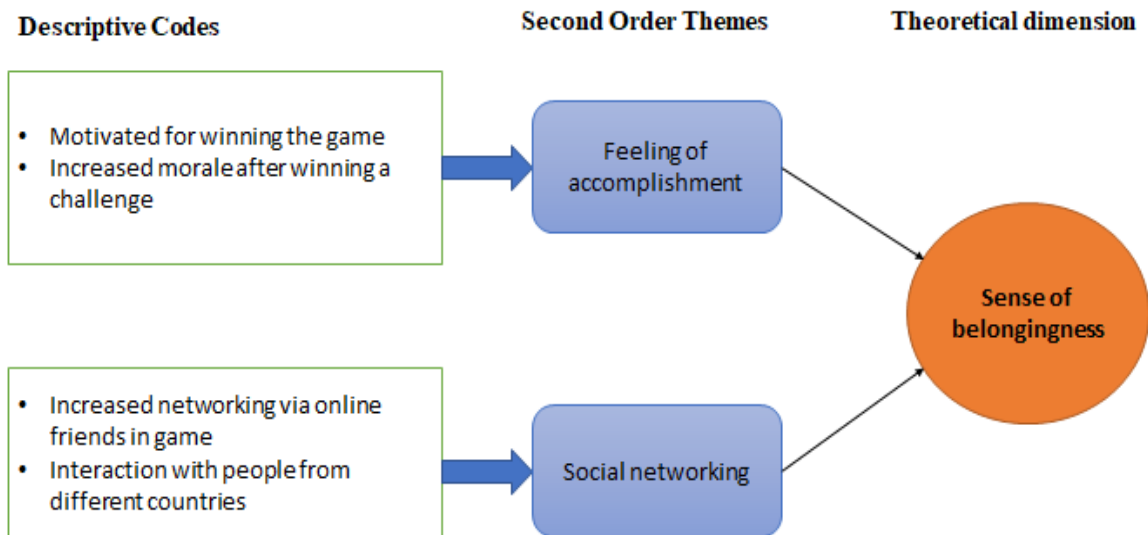 Descriptive Codes
Second Order Themes
Theoretical dimension
• Motivated for winning the game
• Increased morale after winning a
challenge
Feeling of
accomplishment
Sense of
belongingness
• Increased networking via online
friends in game
• Interaction with people from
different countries
Social networking